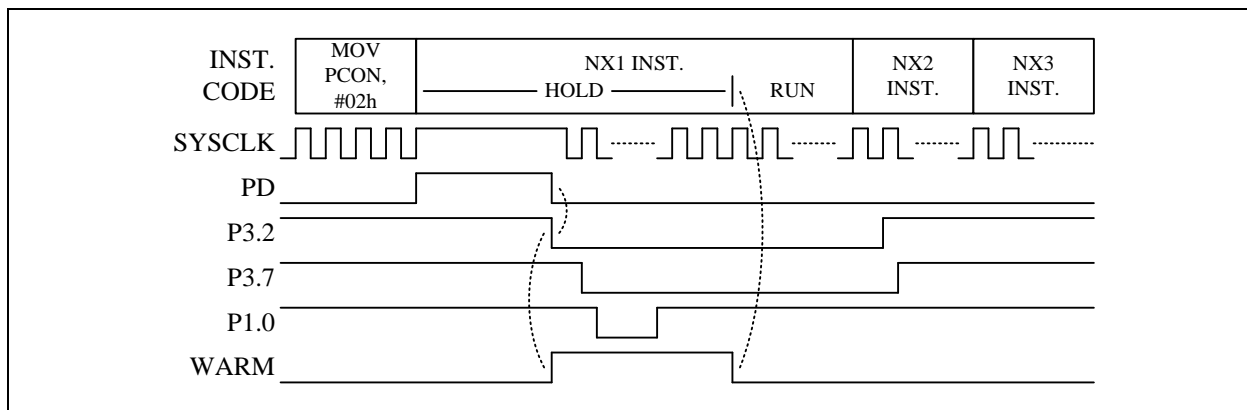 INST.
CODE
MOV
PCON,
#02h
NX1 INST.
HOLD
RUN
NX2
INST.
NX3
INST.
SYSCLK
PD
P3.2
P3.7
P1.0
WARM